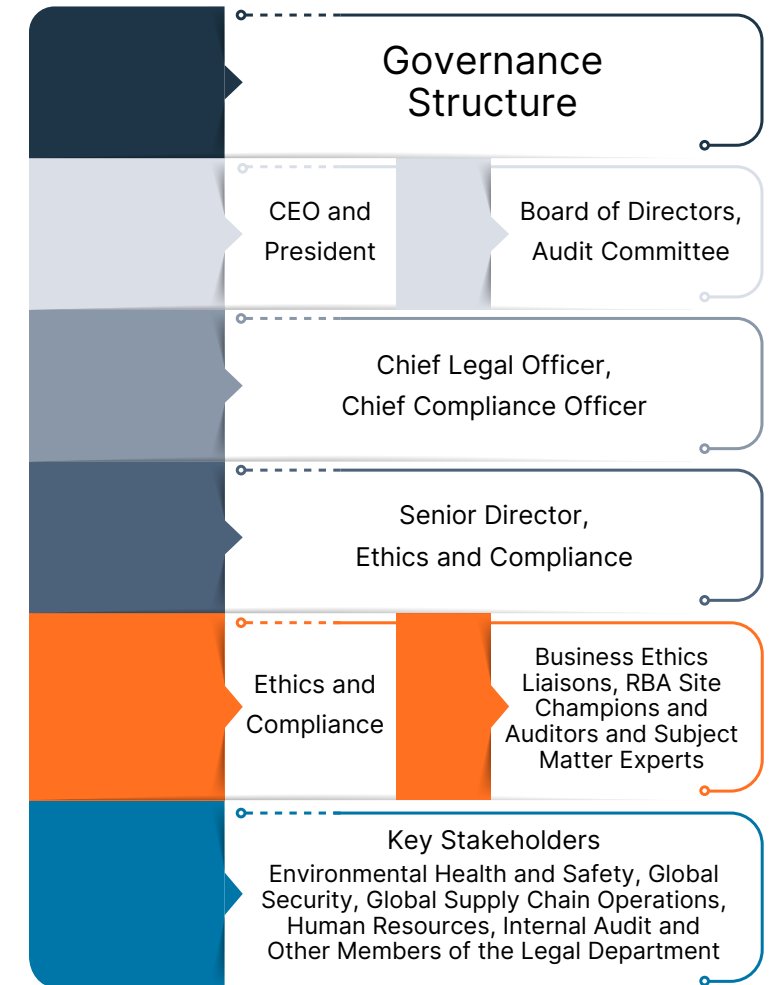 Governance
Structure
CEO and
President
Board of Directors,
Audit Committee
Chief Legal Officer,
Chief Compliance Officer
Senior Director,
Ethics and Compliance
Ethics and
Compliance
Business Ethics
Liaisons, RBA Site
Champions and
Auditors and Subject
Matter Experts
Key Stakeholders
Environmental Health and Safety, Global
Security, Global Supply Chain Operations,
Human Resources, Internal Audit and
Other Members of the Legal Department